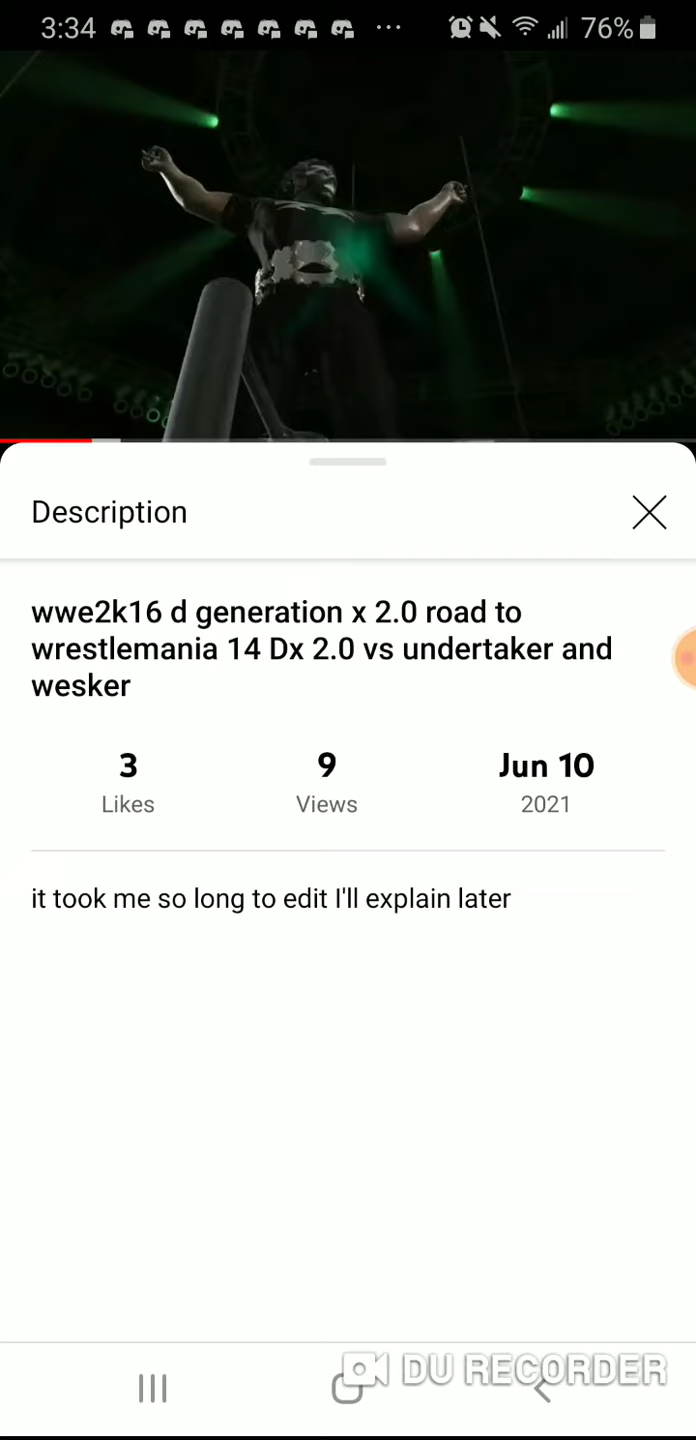 3:34 ... 76%
Description
wwe2k16 d generation x 2.0 road to
wrestlemania 14 Dx 2.0 vs undertaker and
wesker
3 9 Jun 10
Likes Views 2021
it took me so long to edit I'll explain later
DU RECORDER